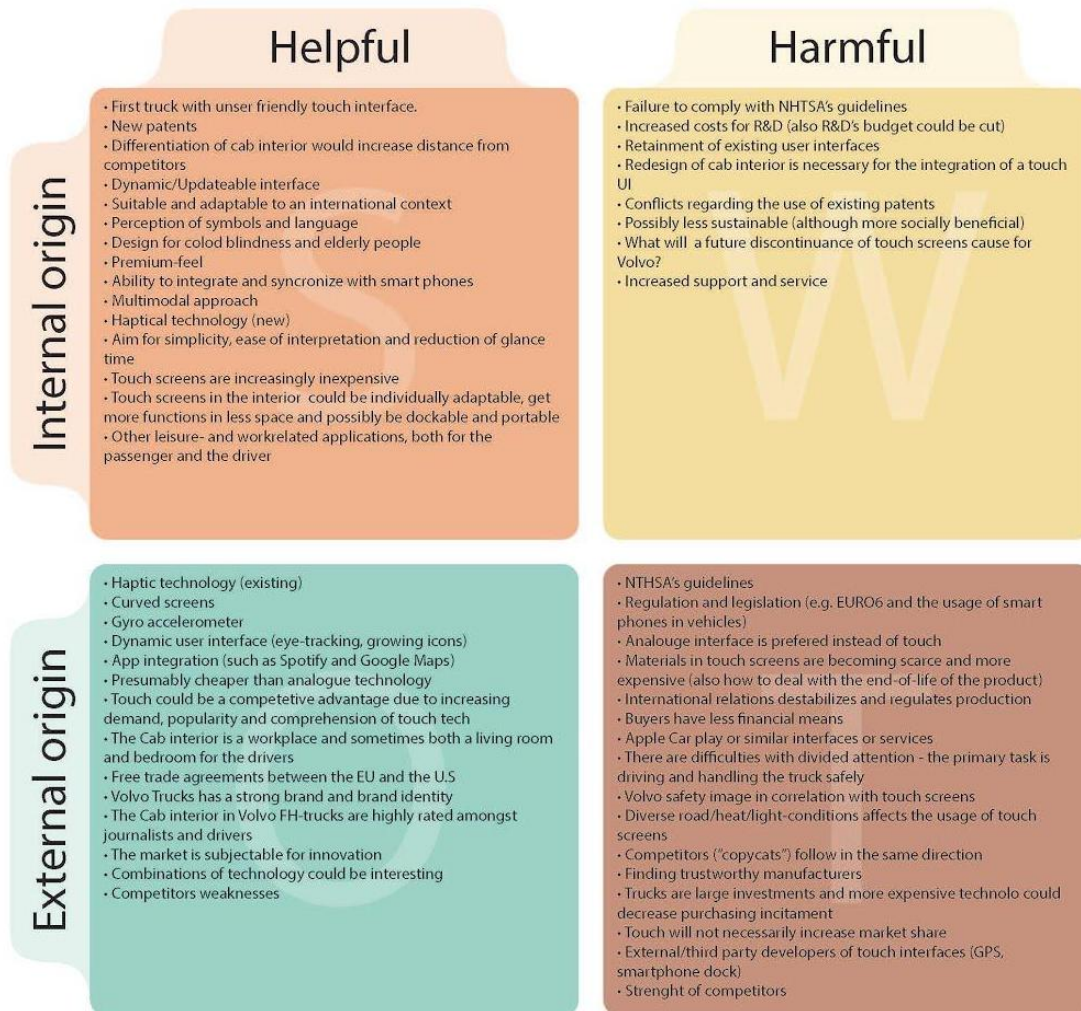 Helpful
Harmful
Internal origin
• First truck with unser friendly touch interface.
• New patents
• Differentiation of cab interior would increase distance from
competitors
• Dynamic/Updateable interface
• Suitable and adaptable to an international context
• Perception of symbols and language
• Design for colod blindness and elderly people
• Premium-feel
• Ability to integrate and syncronize with smart phones
• Multimodal approach
• Haptical technology (new)
• Aim for simplicity, ease of interpretation and reduction of glance
time
• Touch screens are increasingly inexpensive
• Touch screens in the interior could be individually adaptable, get
more functions in less space and possibly be dockable and portable
• Other leisure- and workrelated applications, both for the
passenger and the driver
S
• Failure to comply with NHTSA's guidelines
• Increased costs for R&D (also R&D's budget could be cut)
• Retainment of existing user interfaces
• Redesign of cab interior is necessary for the integration of a touch
UI
• Conflicts regarding the use of existing patents
• Possibly less sustainable (although more socially beneficial)
• What will a future discontinuance of touch screens cause for
Volvo?
• Increased support and service
W
External origin
• Haptic technology (existing)
• Curved screens
• Gyro accelerometer
• Dynamic user interface (eye-tracking, growing icons)
• App integration (such as Spotify and Google Maps)
• Presumably cheaper than analogue technology
• Touch could be a competetive advantage due to increasing
demand, popularity and comprehension of touch tech
• The Cab interior is a workplace and sometimes both a living room
and bedroom for the drivers
• Free trade agreements between the EU and the U.S
• Volvo Trucks has a strong brand and brand identity
• The Cab interior in Volvo FH-trucks are highly rated amongst
journalists and drivers
• The market is subjectable for innovation
• Combinations of technology could be interesting
• Competitors weaknesses
O
• NTHSA's guidelines
• Regulation and legislation (e.g. EURO6 and the usage of smart
phones in vehicles)
• Analouge interface is prefered instead of touch
• Materials in touch screens are becoming scarce and more
expensive (also how to deal with the end-of-life of the product)
• International relations destabilizes and regulates production
• Buyers have less financial means
• Apple Car play or similar interfaces or services
• There are difficulties with divided attention - the primary task is
driving and handling the truck safely
• Volvo safety image in correlation with touch screens
• Diverse road/heat/light-conditions affects the usage of touch
screens
• Competitors ("copycats") follow in the same direction
• Finding trustworthy manufacturers
• Trucks are large investments and more expensive technolo could
decrease purchasing incitament
• Touch will not necessarily increase market share
• External/third party developers of touch interfaces (GPS,
smartphone dock)
• Strenght of competitors
T